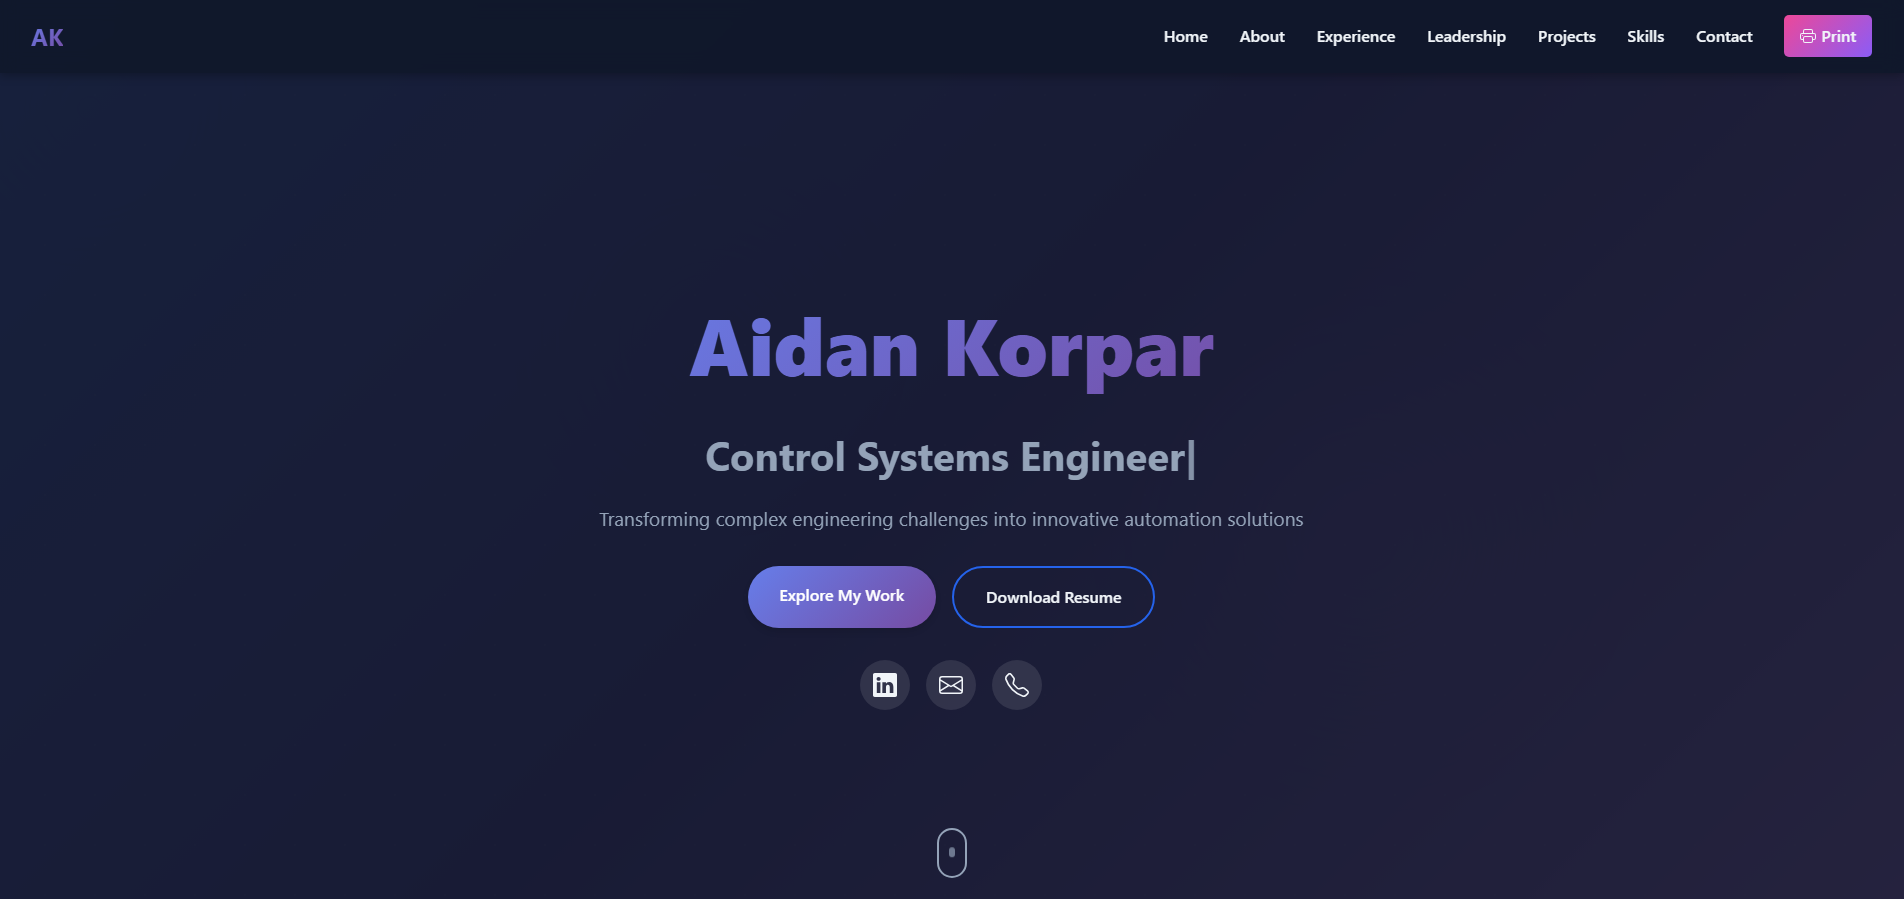 AK
Home About Experience Leadership Projects Skills Contact Print
Aidan Korpar
Control Systems Engineer|
Transforming complex engineering challenges into innovative automation solutions
Explore My Work Download Resume
in